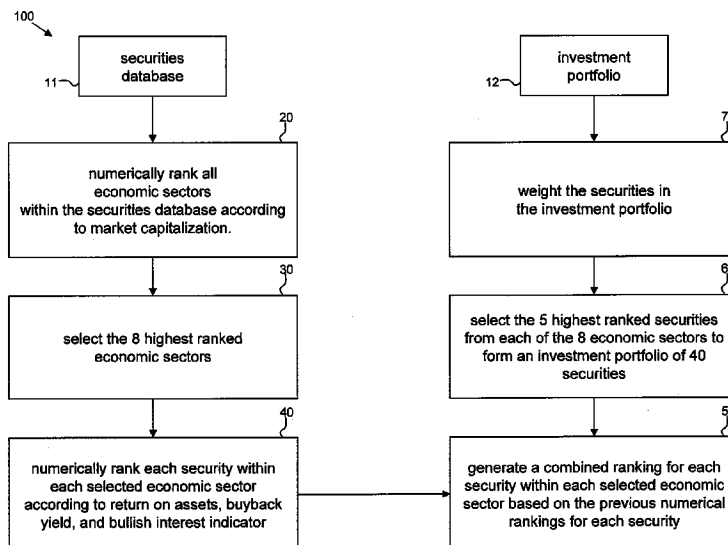 100
securities
database
11
investment
portfolio
12
20
numerically rank all
economic sectors
within the securities database according
to market capitalization.
7
weight the securities in
the investment portfolio
30
select the 8 highest ranked
economic sectors
6
select the 5 highest ranked securities
from each of the 8 economic sectors to
form an investment portfolio of 40
securities
40
numerically rank each security within
each selected economic sector
according to return on assets, buyback
yield, and bullish interest indicator
5
generate a combined ranking for each
security within each selected economic
sector based on the previous numerical
rankings for each security